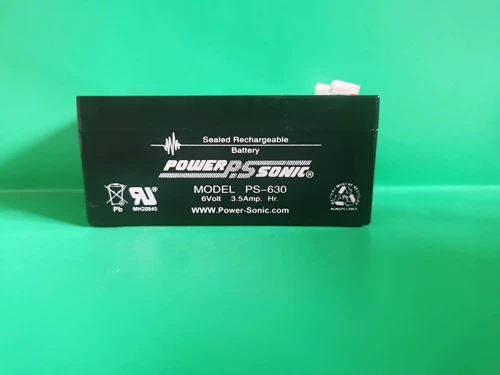 Sealed Rechargeable
Battery
POWER PS SONIC®
MODEL PS-630
6Volt 3.5Amp. Hr.
www.Power-Sonic.com
Pb
MH20845
Pb